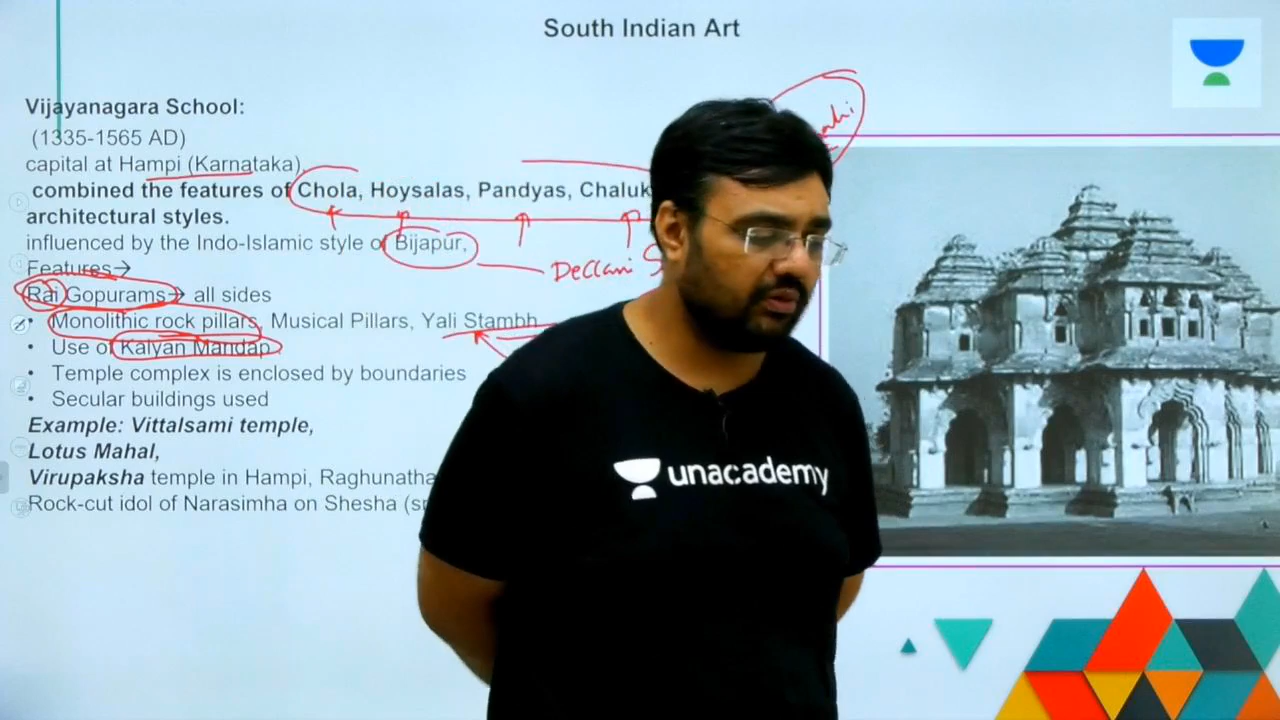 South Indian Art
Vijayanagara School:
(1335-1565 AD)
capital at Hampi (Karnataka),
combined the features of Chola, Hoysalas, Pandyas, Chaluk
architectural styles.
influenced by the Indo-Islamic style of Bijapur,
Deccani S
Features→
Rai Gopurams→ all sides
• Monolithic rock pillars, Musical Pillars, Yali Stambh
• Use of Kalyan Mandap.
• Temple complex is enclosed by boundaries
• Secular buildings used
Example: Vittalsami temple,
Lotus Mahal,
Virupaksha temple in Hampi, Raghunatha
Rock-cut idol of Narasimha on Shesha
unacademy